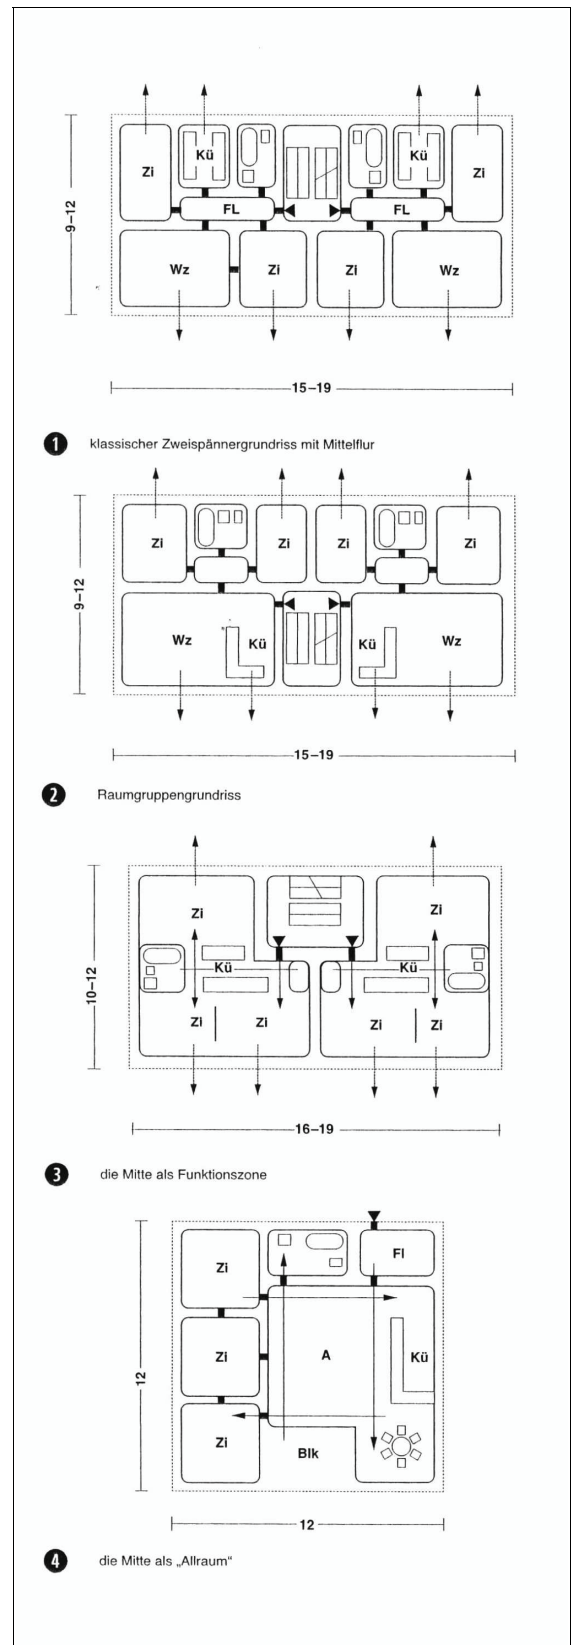 Kü Kü
Zi Zi
9–12
FL FL
Wz Zi Zi Wz
15–19
1 klassischer Zweispännergrundriss mit Mittelflur
Zi Zi Zi Zi
9–12
Wz Kü Kü Wz
15–19
2 Raumgruppengrundriss
Zi Zi
10–12
Kü Kü
Zi Zi Zi Zi
16–19
3 die Mitte als Funktionszone
Fl
Zi
12
Zi A Kü
Zi
Blk
12
4 die Mitte als „Allraum“